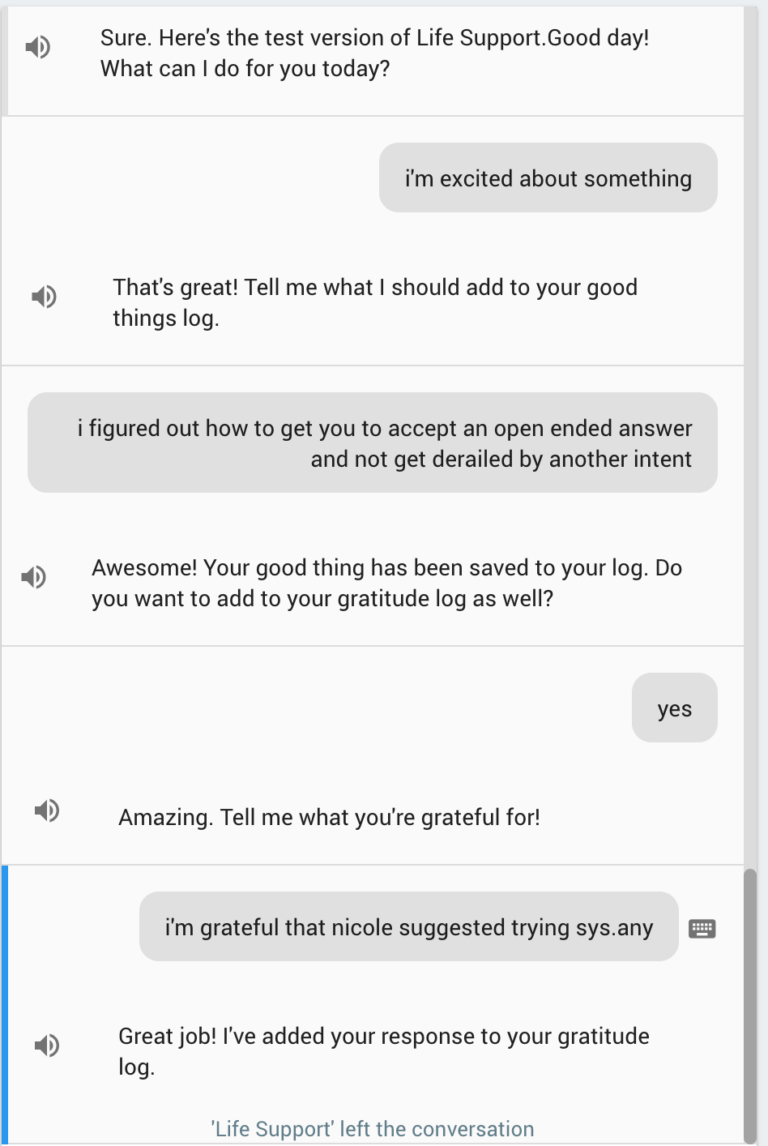 Sure. Here's the test version of Life Support.Good day!
What can I do for you today?
i'm excited about something
That's great! Tell me what I should add to your good
things log.
i figured out how to get you to accept an open ended answer
and not get derailed by another intent
Awesome! Your good thing has been saved to your log. Do
you want to add to your gratitude log as well?
yes
Amazing. Tell me what you're grateful for!
i'm grateful that nicole suggested trying sys.any
Great job! I've added your response to your gratitude
log.
'Life Support' left the conversation